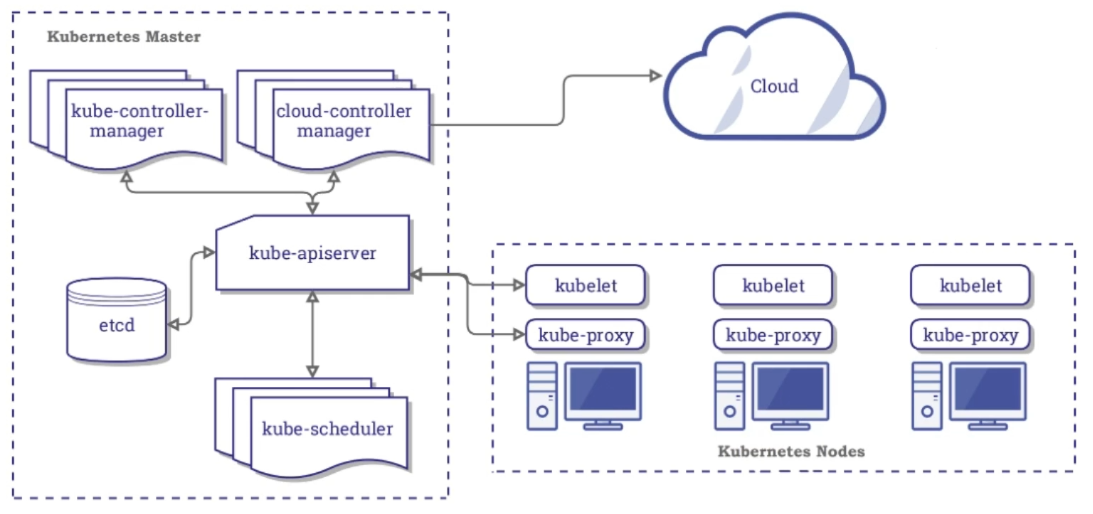 Kubernetes Master
kube-controller-
manager
cloud-controller
manager
Cloud
kube-apiserver
etcd
kube-scheduler
kubelet
kubelet
kubelet
kube-proxy
kube-proxy
kube-proxy
Kubernetes Nodes